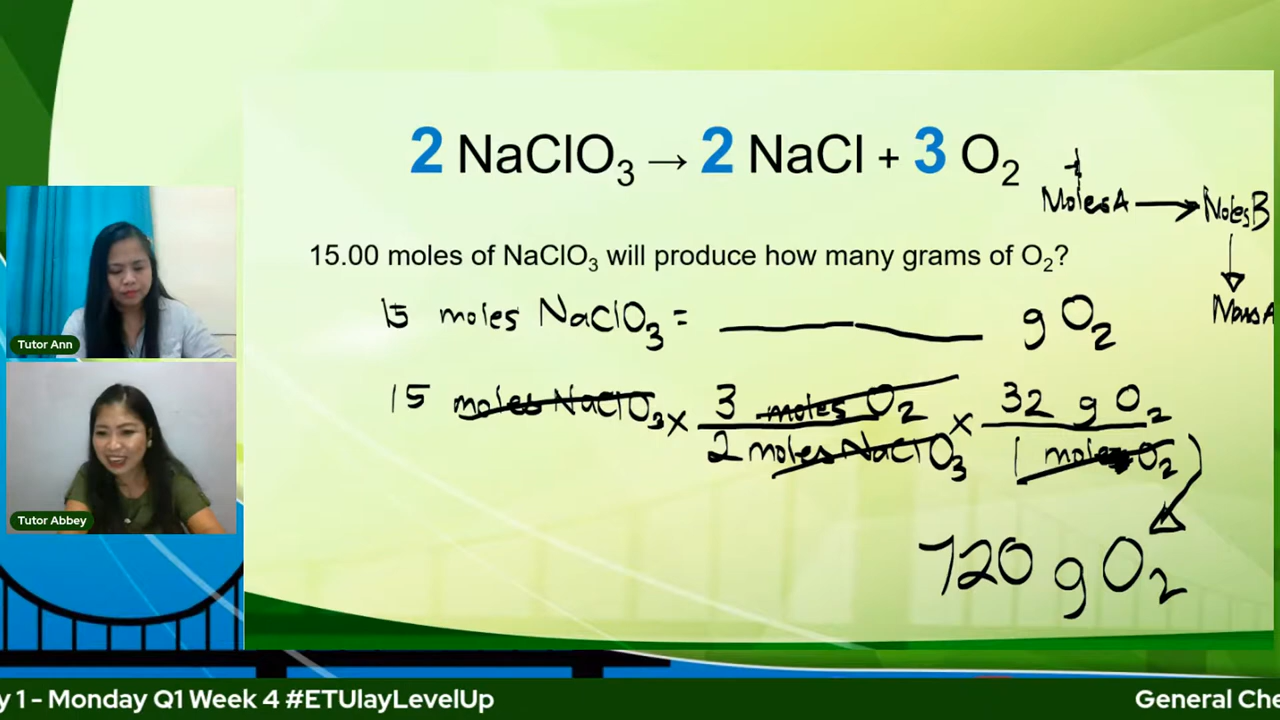 2 NaClO₃ → 2 NaCl + 3 O₂
Moles A → Moles B
15.00 moles of NaClO₃ will produce how many grams of O₂?
Mass A
15 moles NaClO₃ = ______ g O₂
15 moles NaClO₃ x 3 moles O₂ x 32 g O₂
2 moles NaClO₃ 1 moles O₂
720 g O₂
Tutor Ann
Tutor Abbey
y 1 - Monday Q1 Week 4 #ETUlayLevelUp
General Che